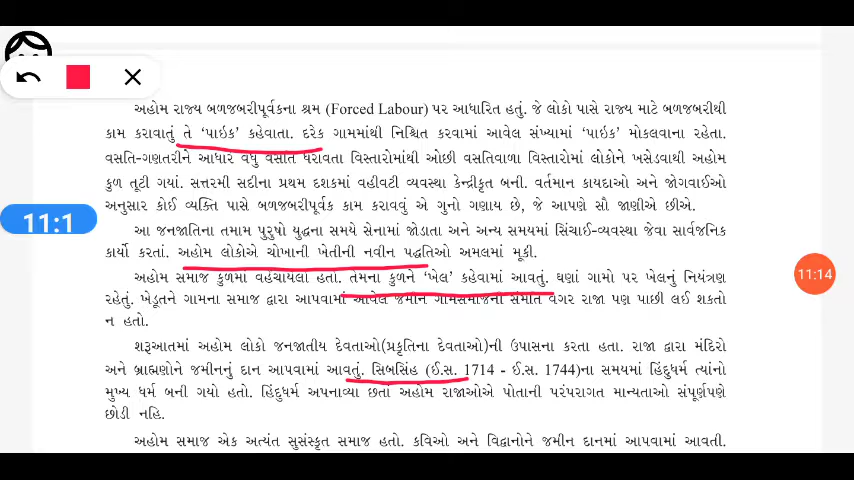 અહોમ રાજ્ય બળજબરીપૂર્વકના શ્રમ (Forced Labour) પર આધારિત હતું. જે લોકો પાસે રાજ્ય માટે બળજબરીથી
કામ કરાવાતું તે ‘પાઇક’ કહેવાતા. દરેક ગામમાંથી નિશ્ચિત કરવામાં આવેલ સંખ્યામાં ‘પાઇક’ મોકલવાના રહેતા.
વસતિ-ગણતરીને આધારે વધુ વસતિ ધરાવતા વિસ્તારોમાંથી ઓછી વસતિવાળા વિસ્તારોમાં લોકોને ખસેડવાથી અહોમ
કુળ તૂટી ગયાં. સત્તરમી સદીના પ્રથમ દશકમાં વહીવટી વ્યવસ્થા કેન્દ્રીકૃત બની. વર્તમાન કાયદાઓ અને જોગવાઈઓ
અનુસાર કોઈ વ્યક્તિ પાસે બળજબરીપૂર્વક કામ કરાવવું એ ગુનો ગણાય છે, જે આપણે સૌ જાણીએ છીએ.
આ જનજાતિના તમામ પુરુષો યુદ્ધના સમયે સેનામાં જોડાતા અને અન્ય સમયમાં સિંચાઈ-વ્યવસ્થા જેવા સાર્વજનિક
કાર્યો કરતાં. અહોમ લોકોએ ચોખાની ખેતીની નવીન પદ્ધતિઓ અમલમાં મૂકી.
અહોમ સમાજ કુળમાં વહેંચાયેલા હતો. તેમના કુળને ‘ખેલ’ કહેવામાં આવતું. ઘણાં ગામો પર ખેલનું નિયંત્રણ
રહેતું. ખેડૂતને ગામના સમાજ દ્વારા આપવામાં આવેલ જમીન ગામસમાજની સંમતિ વગર રાજા પણ પાછી લઈ શકતો
ન હતો.
શરૂઆતમાં અહોમ લોકો જનજાતીય દેવતાઓ(પ્રકૃતિના દેવતાઓ)ની ઉપાસના કરતા હતા. રાજા દ્વારા મંદિરો
અને બ્રાહ્મણોને જમીનનું દાન આપવામાં આવતું. સિબસિંહ (ઈ.સ. 1714 - ઈ.સ. 1744)ના સમયમાં હિંદુધર્મ ત્યાંનો
મુખ્ય ધર્મ બની ગયો હતો. હિંદુધર્મ અપનાવ્યા છતાં અહોમ રાજાઓએ પોતાની પરંપરાગત માન્યતાઓ સંપૂર્ણપણે
છોડી નહિ.
અહોમ સમાજ એક અત્યંત સુસંસ્કૃત સમાજ હતો. કવિઓ અને વિદ્વાનોને જમીન દાનમાં આપવામાં આવતી.
11:1
11:14